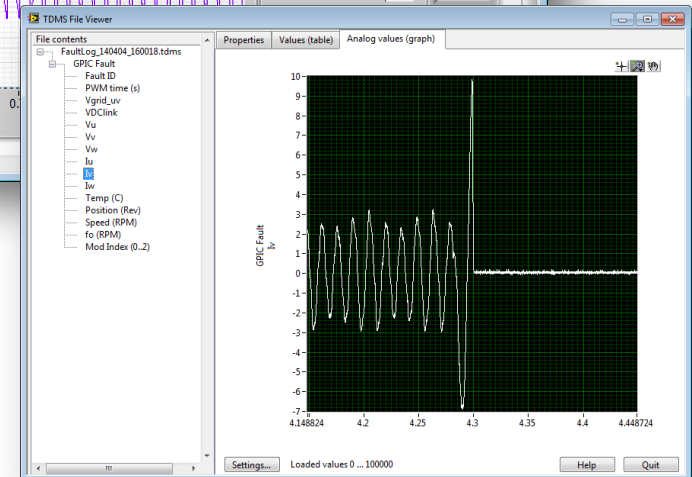 TDMS File Viewer
File contents
FaultLog_140404_160018.tdms
GPIC Fault
Fault ID
PWM time (s)
Vgrid_uv
VDClink
Vu
Vv
Vw
Iu
Iv
Iw
Temp (C)
Position (Rev)
Speed (RPM)
fo (RPM)
Mod Index (0..2)
Properties Values (table) Analog values (graph)
10
9
8
7
6
5
4
3
2
1
0
-1
-2
-3
-4
-5
-6
-7
GPIC Fault
Iv
4.148824 4.2 4.25 4.3 4.35 4.4 4.448724
Settings... Loaded values 0 ... 100000 Help Quit
0.